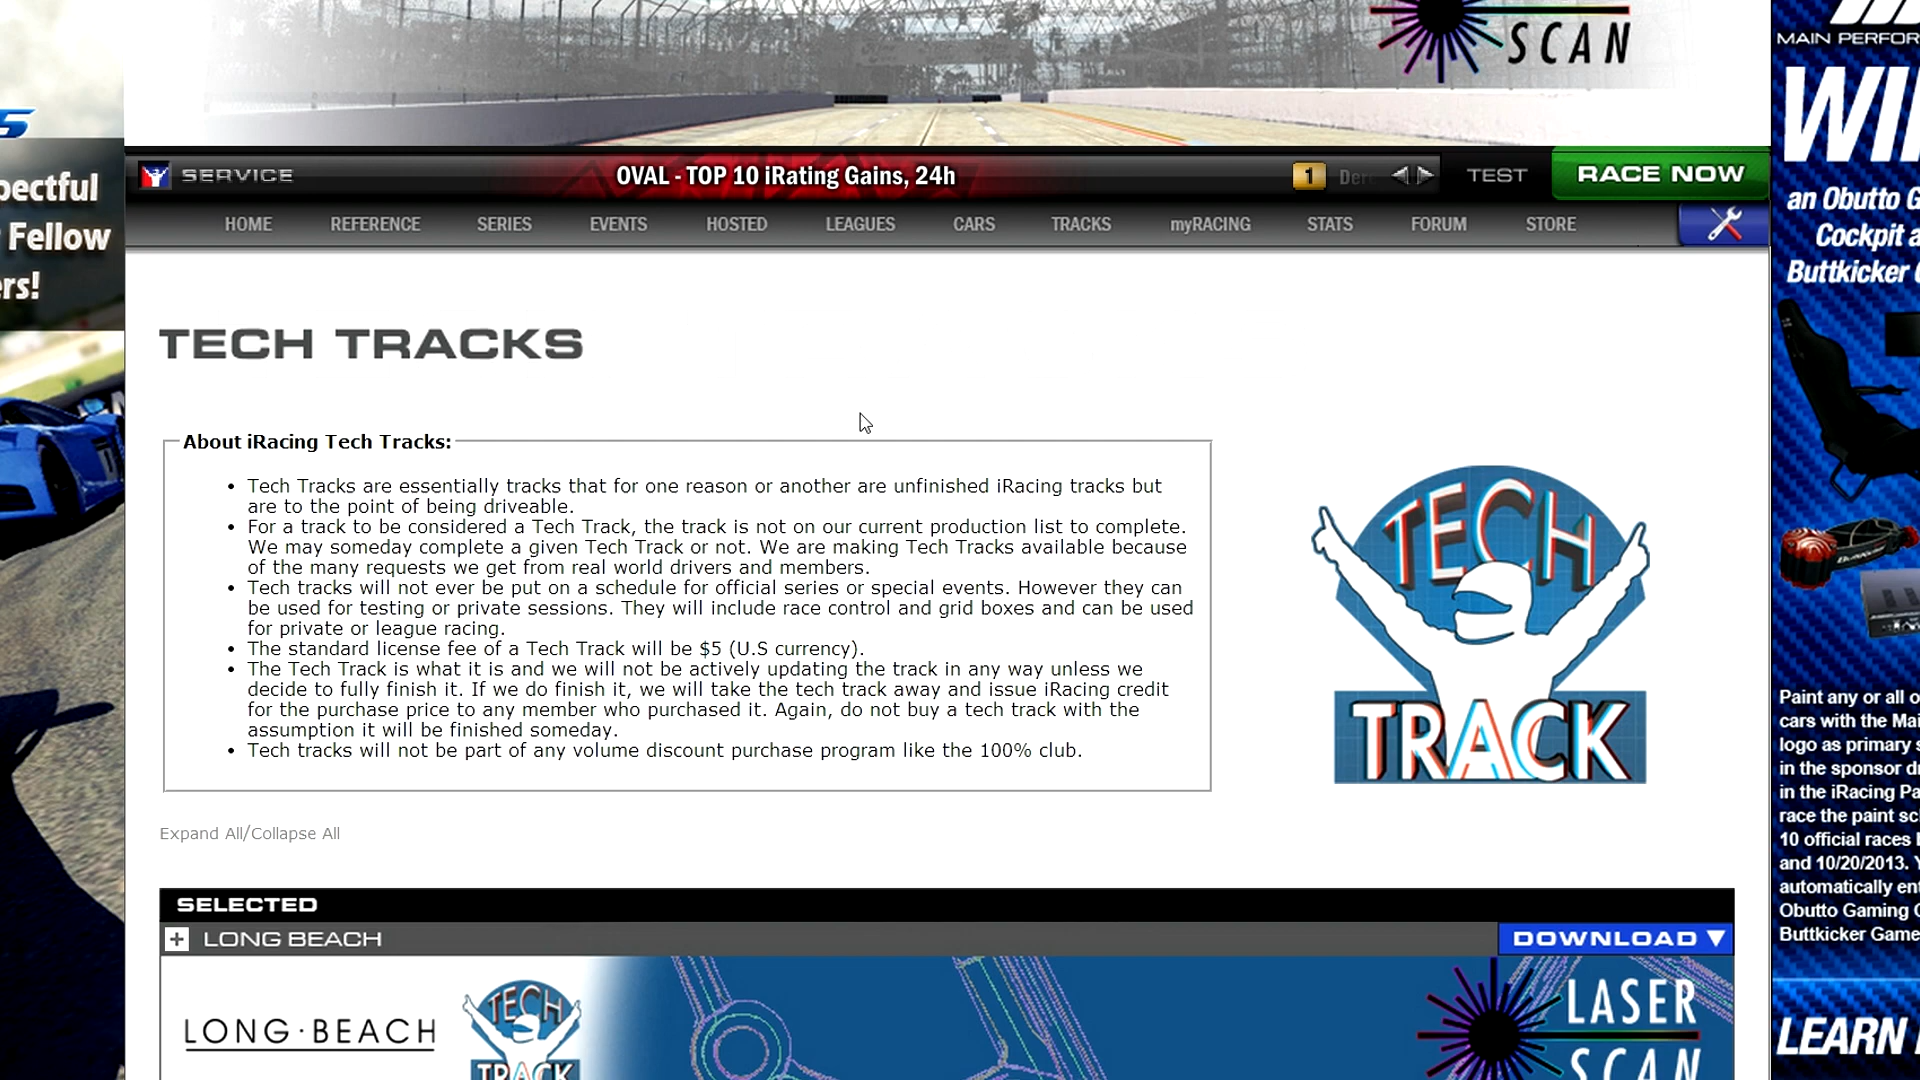 SCAN
MAIN
WI
5
SERVICE
OVAL - TOP 10 iRating Gains, 24h
1
TEST
RACE NOW
pectful
Fellow
ers!
HOME
REFERENCE
SERIES
EVENTS
HOSTED
LEAGUES
CARS
TRACKS
myRACING
STATS
FORUM
STORE
an Obutto
Cockpit
Buttkicker
TECH TRACKS
About iRacing Tech Tracks:
• Tech Tracks are essentially tracks that for one reason or another are unfinished iRacing tracks but
are to the point of being driveable.
• For a track to be considered a Tech Track, the track is not on our current production list to complete.
We may someday complete a given Tech Track or not. We are making Tech Tracks available because
of the many requests we get from real world drivers and members.
• Tech tracks will not ever be put on a schedule for official series or special events. However they can
be used for testing or private sessions. They will include race control and grid boxes and can be used
for private or league racing.
• The standard license fee of a Tech Track will be $5 (U.S currency).
• The Tech Track is what it is and we will not be actively updating the track in any way unless we
decide to fully finish it. If we do finish it, we will take the tech track away and issue iRacing credit
for the purchase price to any member who purchased it. Again, do not buy a tech track with the
assumption it will be finished someday.
• Tech tracks will not be part of any volume discount purchase program like the 100% club.
TECH
TRACK
Paint any or all
cars with the
logo as primary
in the sponsor
in the iRacing
race the paint
10 official races
and 10/20/2013.
automatically
Obutto Gaming
Buttkicker
Expand All/Collapse All
SELECTED
+ LONG BEACH
DOWNLOAD ▼
LONG·BEACH
TECH
TRACK
LASER
SCAN
LEARN